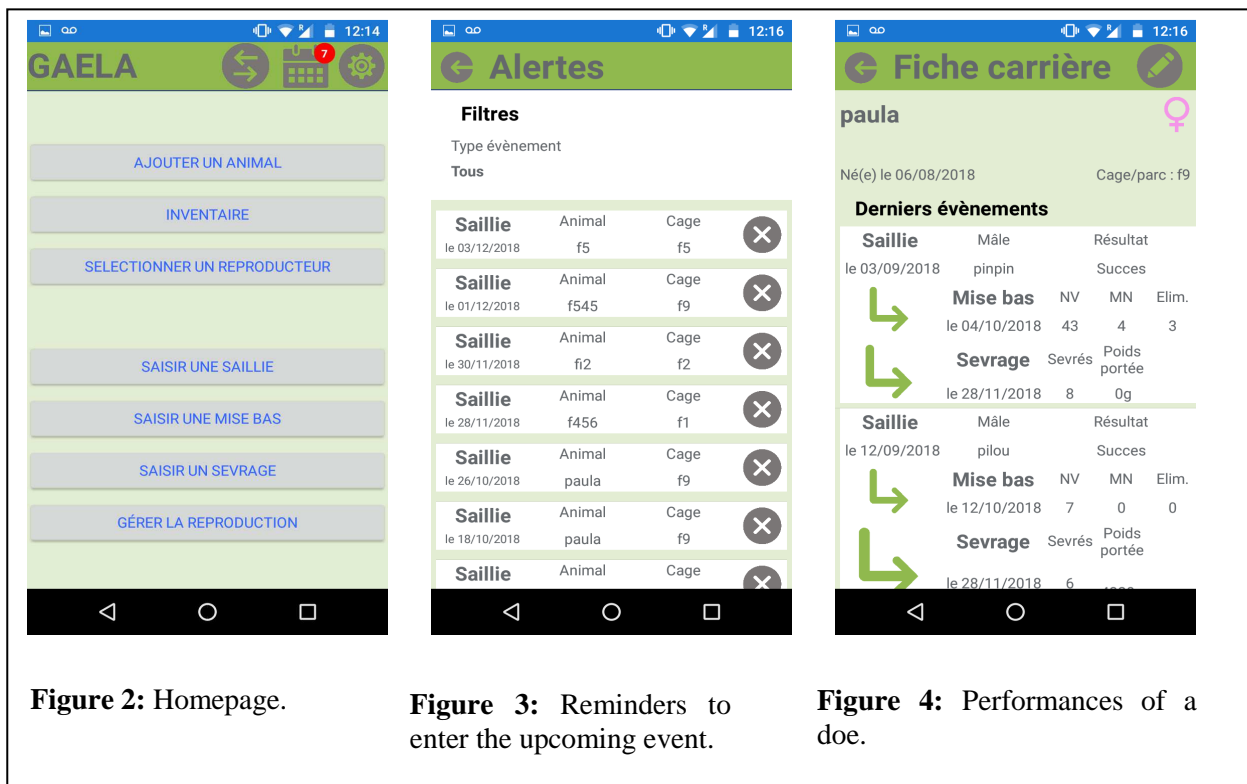 12:14
GAELA
7
AJOUTER UN ANIMAL
INVENTAIRE
SELECTIONNER UN REPRODUCTEUR
SAISIR UNE SAILLIE
SAISIR UNE MISE BAS
SAISIR UN SEVRAGE
GÉRER LA REPRODUCTION
Figure 2: Homepage.
12:16
Alertes
Filtres
Type évènement
Tous
Saillie Animal Cage
le 03/12/2018 f5 f5
Saillie Animal Cage
le 01/12/2018 f545 f9
Saillie Animal Cage
le 30/11/2018 fi2 f2
Saillie Animal Cage
le 28/11/2018 f456 f1
Saillie Animal Cage
le 26/10/2018 paula f9
Saillie Animal Cage
le 18/10/2018 paula f9
Saillie Animal Cage
Figure 3: Reminders to
enter the upcoming event.
12:16
Fiche carrière
paula
Né(e) le 06/08/2018 Cage/parc : f9
Derniers évènements
Saillie Mâle Résultat
le 03/09/2018 pinpin Succes
Mise bas NV MN Elim.
le 04/10/2018 43 4 3
Sevrage Sevrés Poids portée
le 28/11/2018 8 0g
Saillie Mâle Résultat
le 12/09/2018 pilou Succes
Mise bas NV MN Elim.
le 12/10/2018 7 0 0
Sevrage Sevrés Poids portée
le 28/11/2018 6
Figure 4: Performances of a
doe.